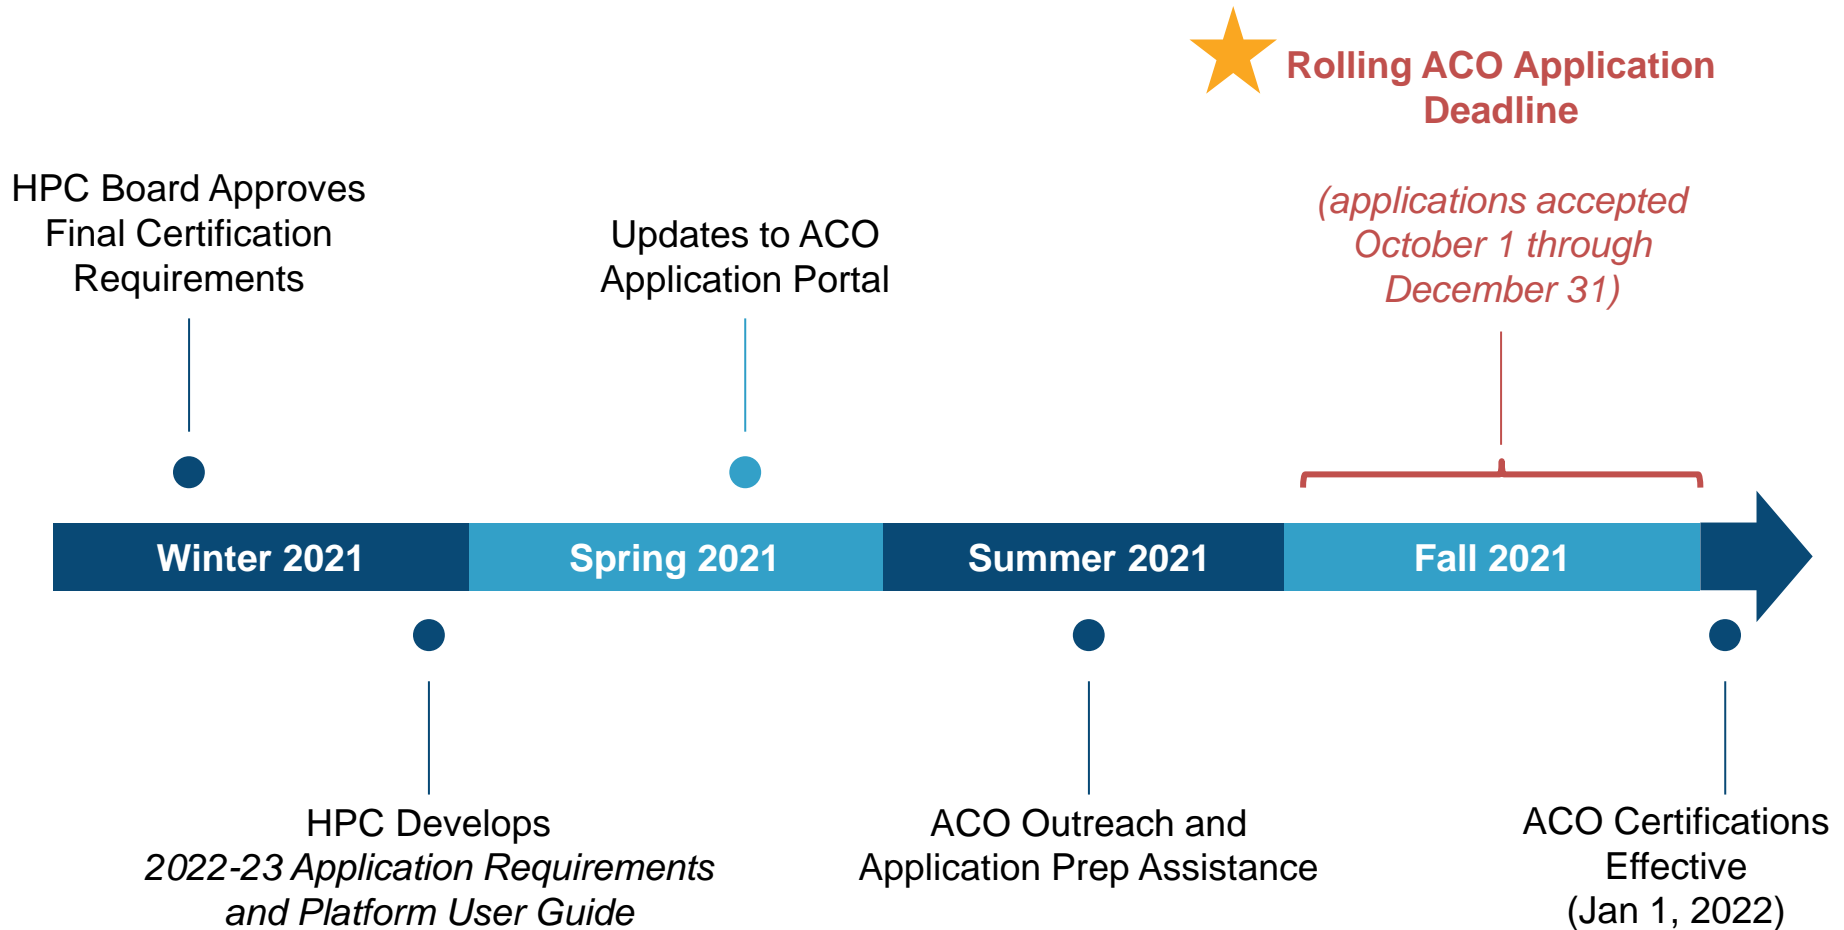 Rolling ACO Application
Deadline
(applications accepted
October 1 through
December 31)
HPC Board Approves
Final Certification
Requirements
Updates to ACO
Application Portal
Winter 2021
Spring 2021
Summer 2021
Fall 2021
HPC Develops
2022-23 Application Requirements
and Platform User Guide
ACO Outreach and
Application Prep Assistance
ACO Certifications
Effective
(Jan 1, 2022)